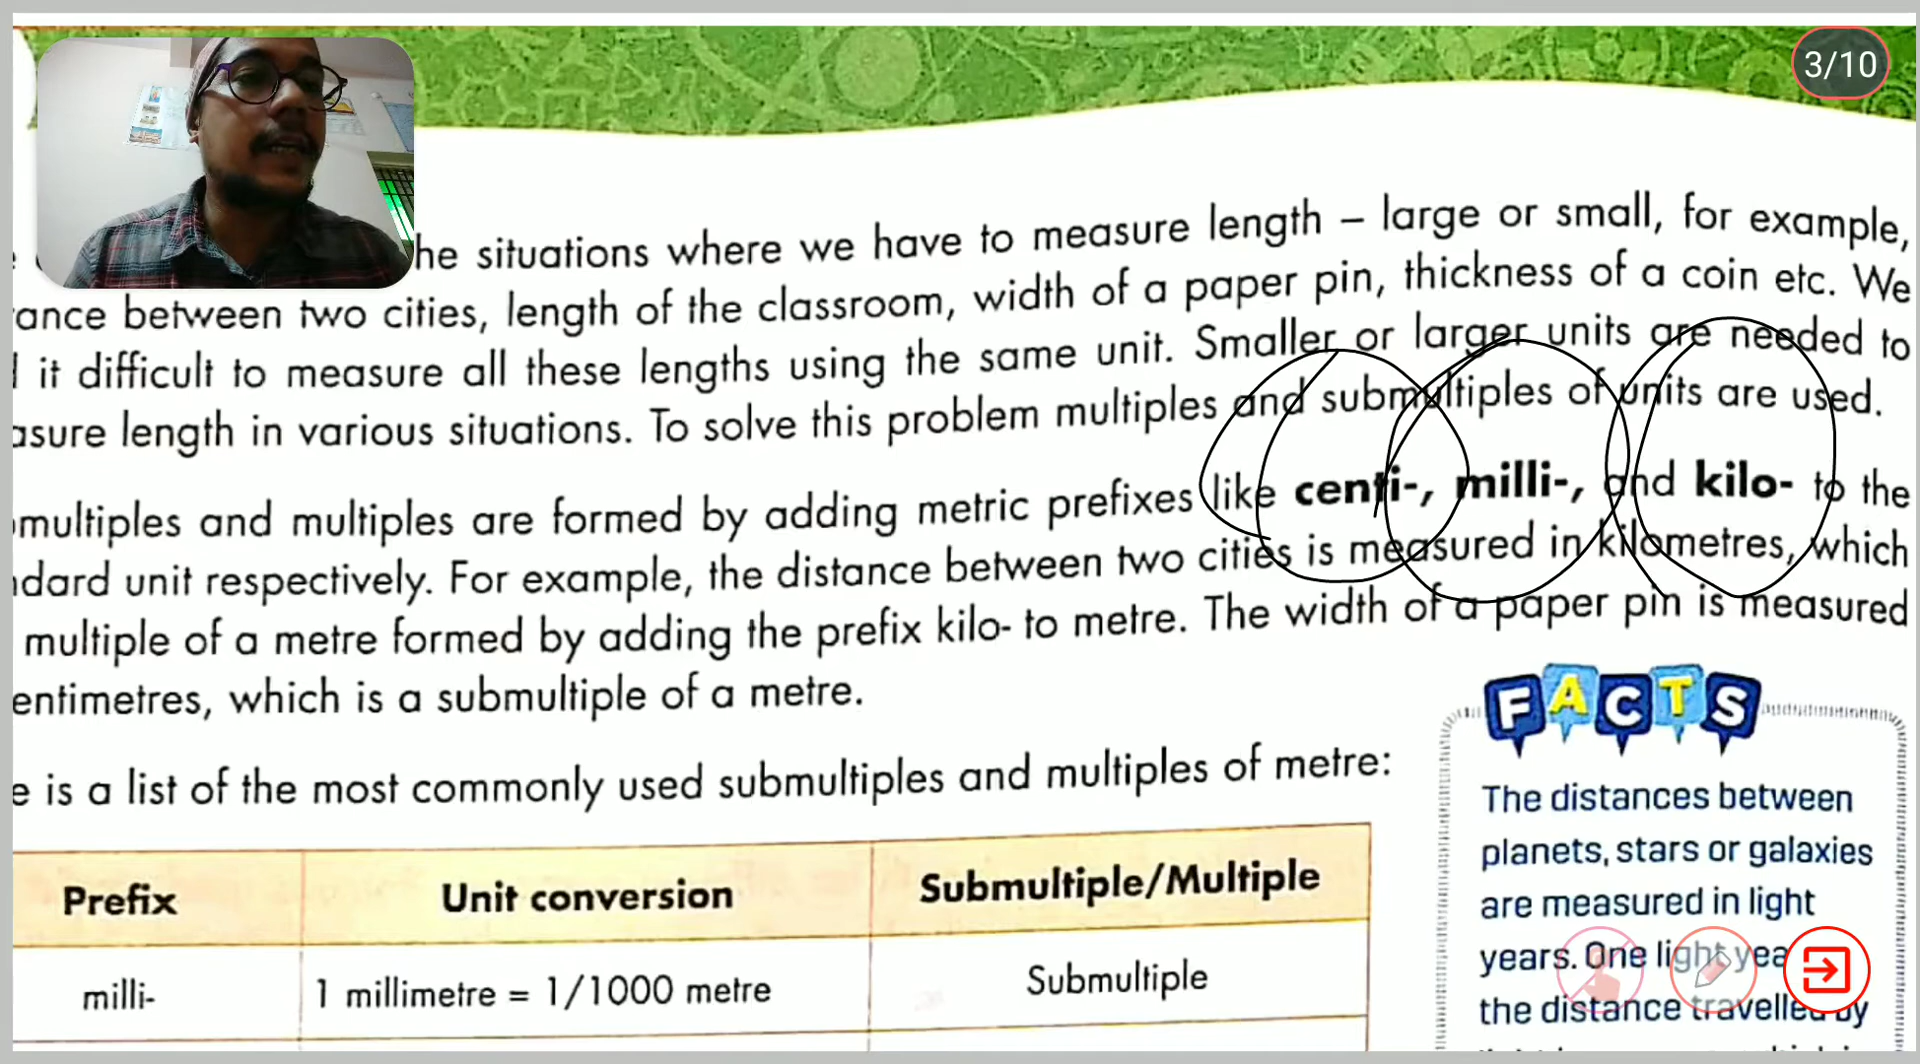 3/10
he situations where we have to measure length – large or small, for example,
ance between two cities, length of the classroom, width of a paper pin, thickness of a coin etc. We
it difficult to measure all these lengths using the same unit. Smaller or larger units are needed to
asure length in various situations. To solve this problem multiples and submultiples of units are used.
multiples and multiples are formed by adding metric prefixes like centi-, milli-, and kilo- to the
ndard unit respectively. For example, the distance between two cities is measured in kilometres, which
multiple of a metre formed by adding the prefix kilo- to metre. The width of a paper pin is measured
entimetres, which is a submultiple of a metre.
e is a list of the most commonly used submultiples and multiples of metre:
Prefix Unit conversion Submultiple/Multiple
milli- 1 millimetre = 1/1000 metre Submultiple
FACTS
The distances between
planets, stars or galaxies
are measured in light
years. One light yea
the distance travelled by